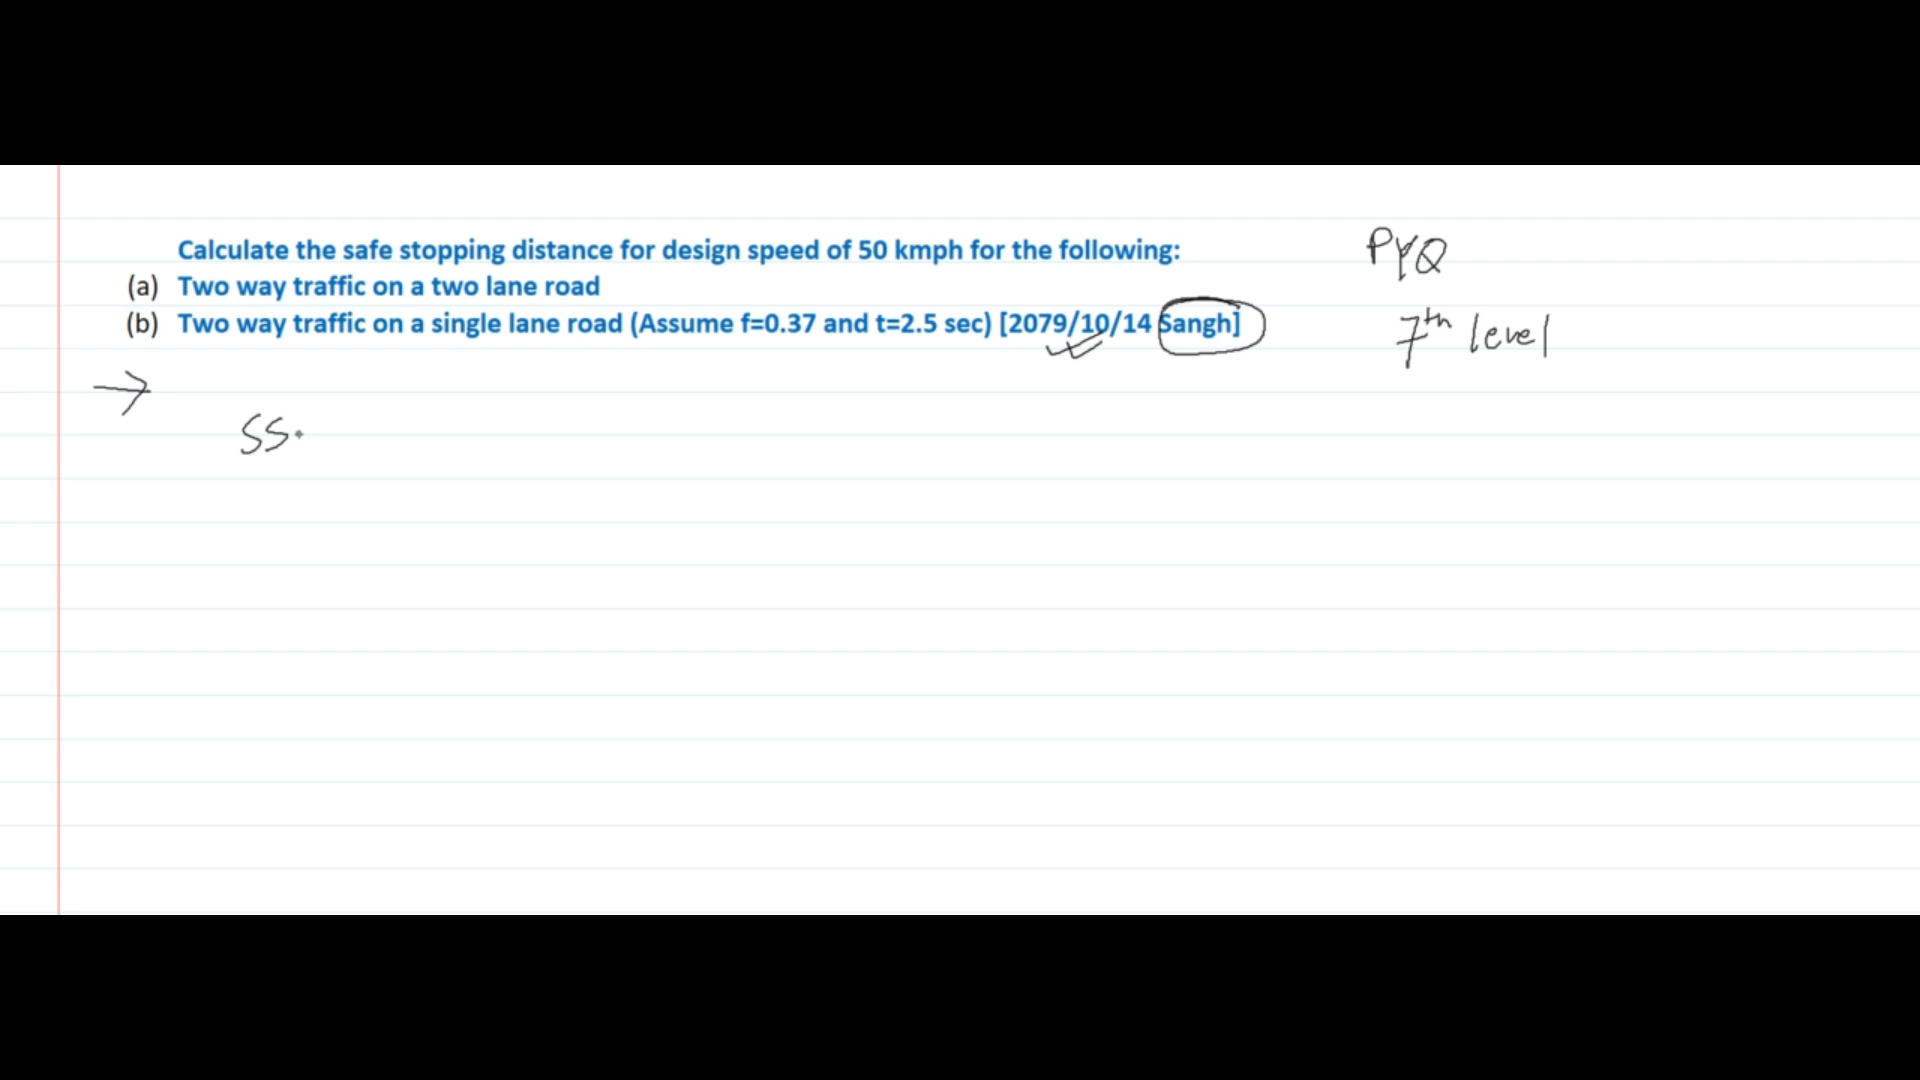 Calculate the safe stopping distance for design speed of 50 kmph for the following:
PYQ
(a) Two way traffic on a two lane road
(b) Two way traffic on a single lane road (Assume f=0.37 and t=2.5 sec) [2079/10/14 Sangh]
7th level
→
SS